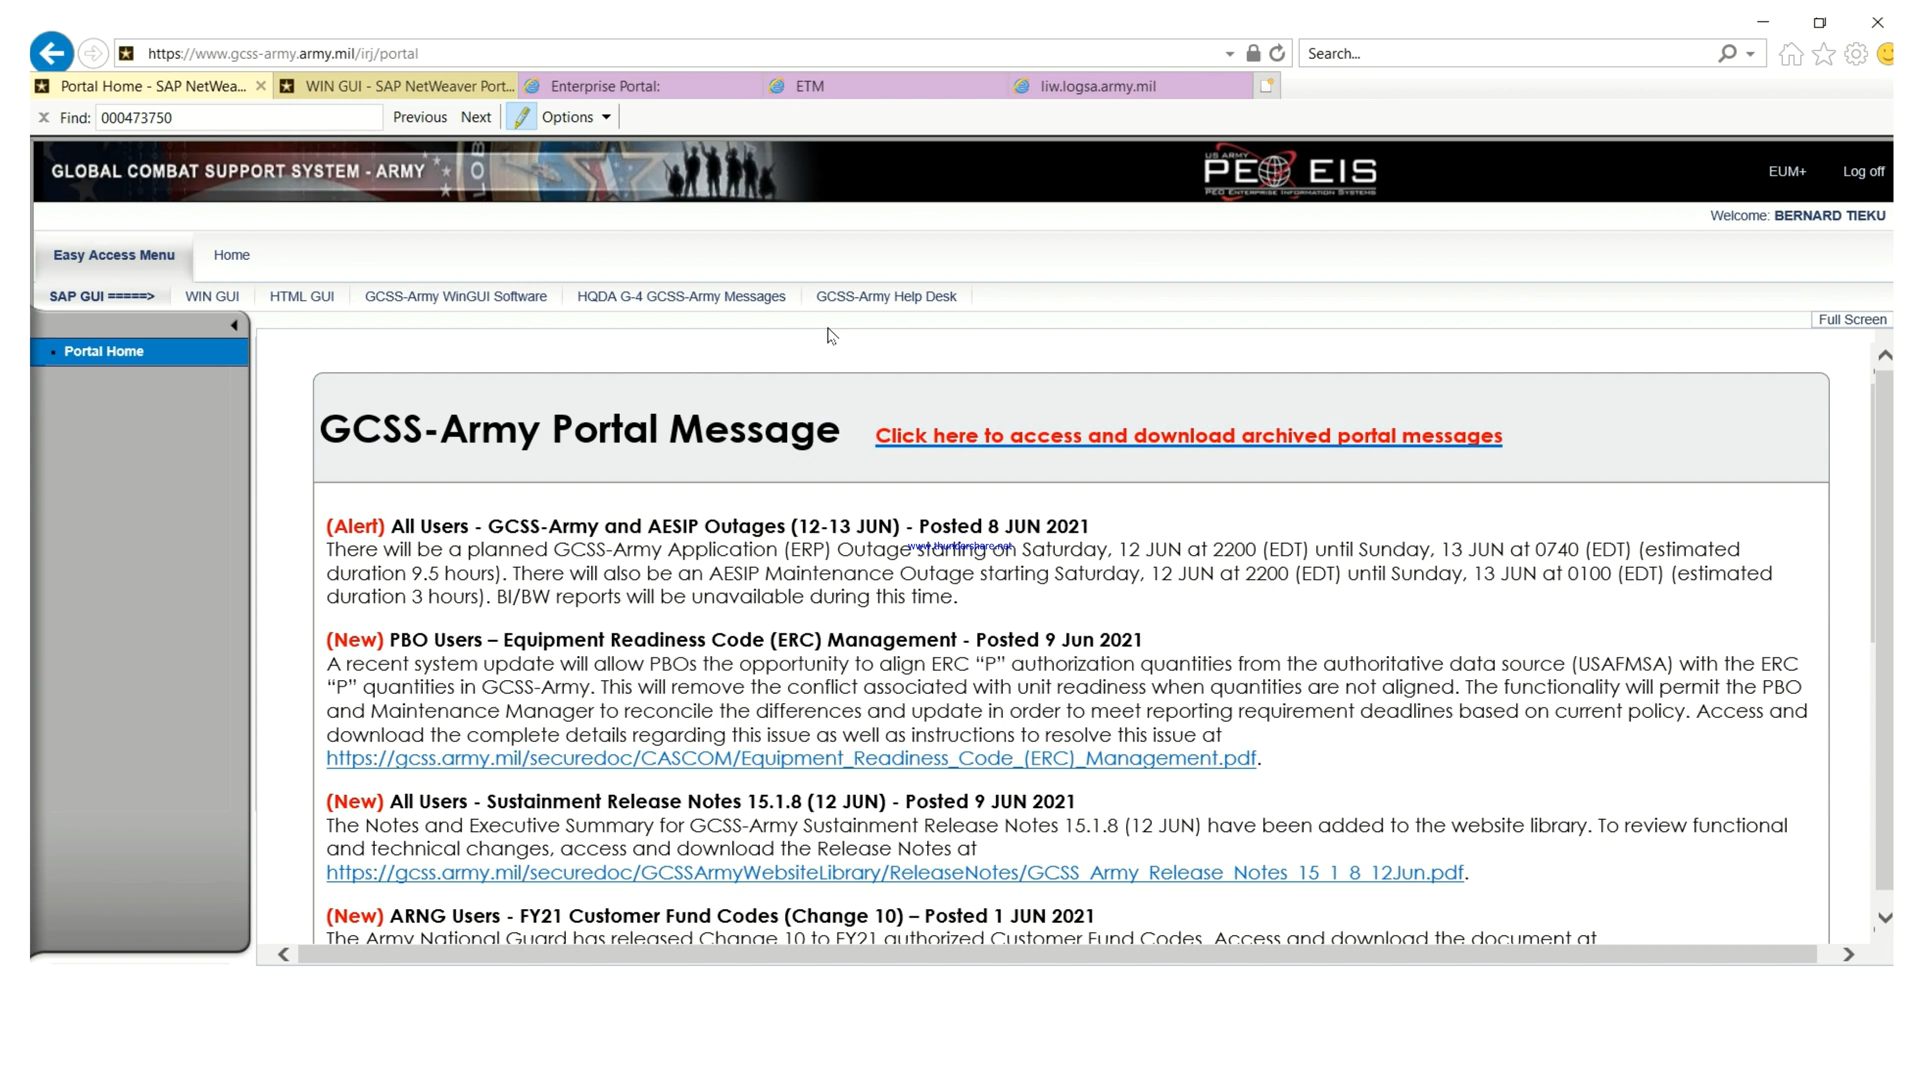 https://www.gcss-army.army.mil/irj/portal
Search...
Portal Home - SAP NetWea...
WIN GUI - SAP NetWeaver Port...
Enterprise Portal:
ETM
liw.logsa.army.mil
x Find: 000473750 Previous Next Options
GLOBAL COMBAT SUPPORT SYSTEM - ARMY
US ARMY
PEO EIS
PEO ENTERPRISE INFORMATION SYSTEMS
EUM+ Log off
Welcome: BERNARD TIEKU
Easy Access Menu Home
SAP GUI =====> WIN GUI HTML GUI GCSS-Army WinGUI Software HQDA G-4 GCSS-Army Messages GCSS-Army Help Desk
Full Screen
Portal Home
GCSS-Army Portal Message Click here to access and download archived portal messages
(Alert) All Users - GCSS-Army and AESIP Outages (12-13 JUN) - Posted 8 JUN 2021
There will be a planned GCSS-Army Application (ERP) Outage starting on Saturday, 12 JUN at 2200 (EDT) until Sunday, 13 JUN at 0740 (EDT) (estimated
www.thundershare.net
duration 9.5 hours). There will also be an AESIP Maintenance Outage starting Saturday, 12 JUN at 2200 (EDT) until Sunday, 13 JUN at 0100 (EDT) (estimated
duration 3 hours). BI/BW reports will be unavailable during this time.
(New) PBO Users – Equipment Readiness Code (ERC) Management - Posted 9 Jun 2021
A recent system update will allow PBOs the opportunity to align ERC “P” authorization quantities from the authoritative data source (USAFMSA) with the ERC
“P” quantities in GCSS-Army. This will remove the conflict associated with unit readiness when quantities are not aligned. The functionality will permit the PBO
and Maintenance Manager to reconcile the differences and update in order to meet reporting requirement deadlines based on current policy. Access and
download the complete details regarding this issue as well as instructions to resolve this issue at
https://gcss.army.mil/securedoc/CASCOM/Equipment_Readiness_Code_(ERC)_Management.pdf.
(New) All Users - Sustainment Release Notes 15.1.8 (12 JUN) - Posted 9 JUN 2021
The Notes and Executive Summary for GCSS-Army Sustainment Release Notes 15.1.8 (12 JUN) have been added to the website library. To review functional
and technical changes, access and download the Release Notes at
https://gcss.army.mil/securedoc/GCSSArmyWebsiteLibrary/ReleaseNotes/GCSS_Army_Release_Notes_15_1_8_12Jun.pdf.
(New) ARNG Users - FY21 Customer Fund Codes (Change 10) – Posted 1 JUN 2021
The Army National Guard has released Change 10 to FY21 authorized Customer Fund Codes. Access and download the document at